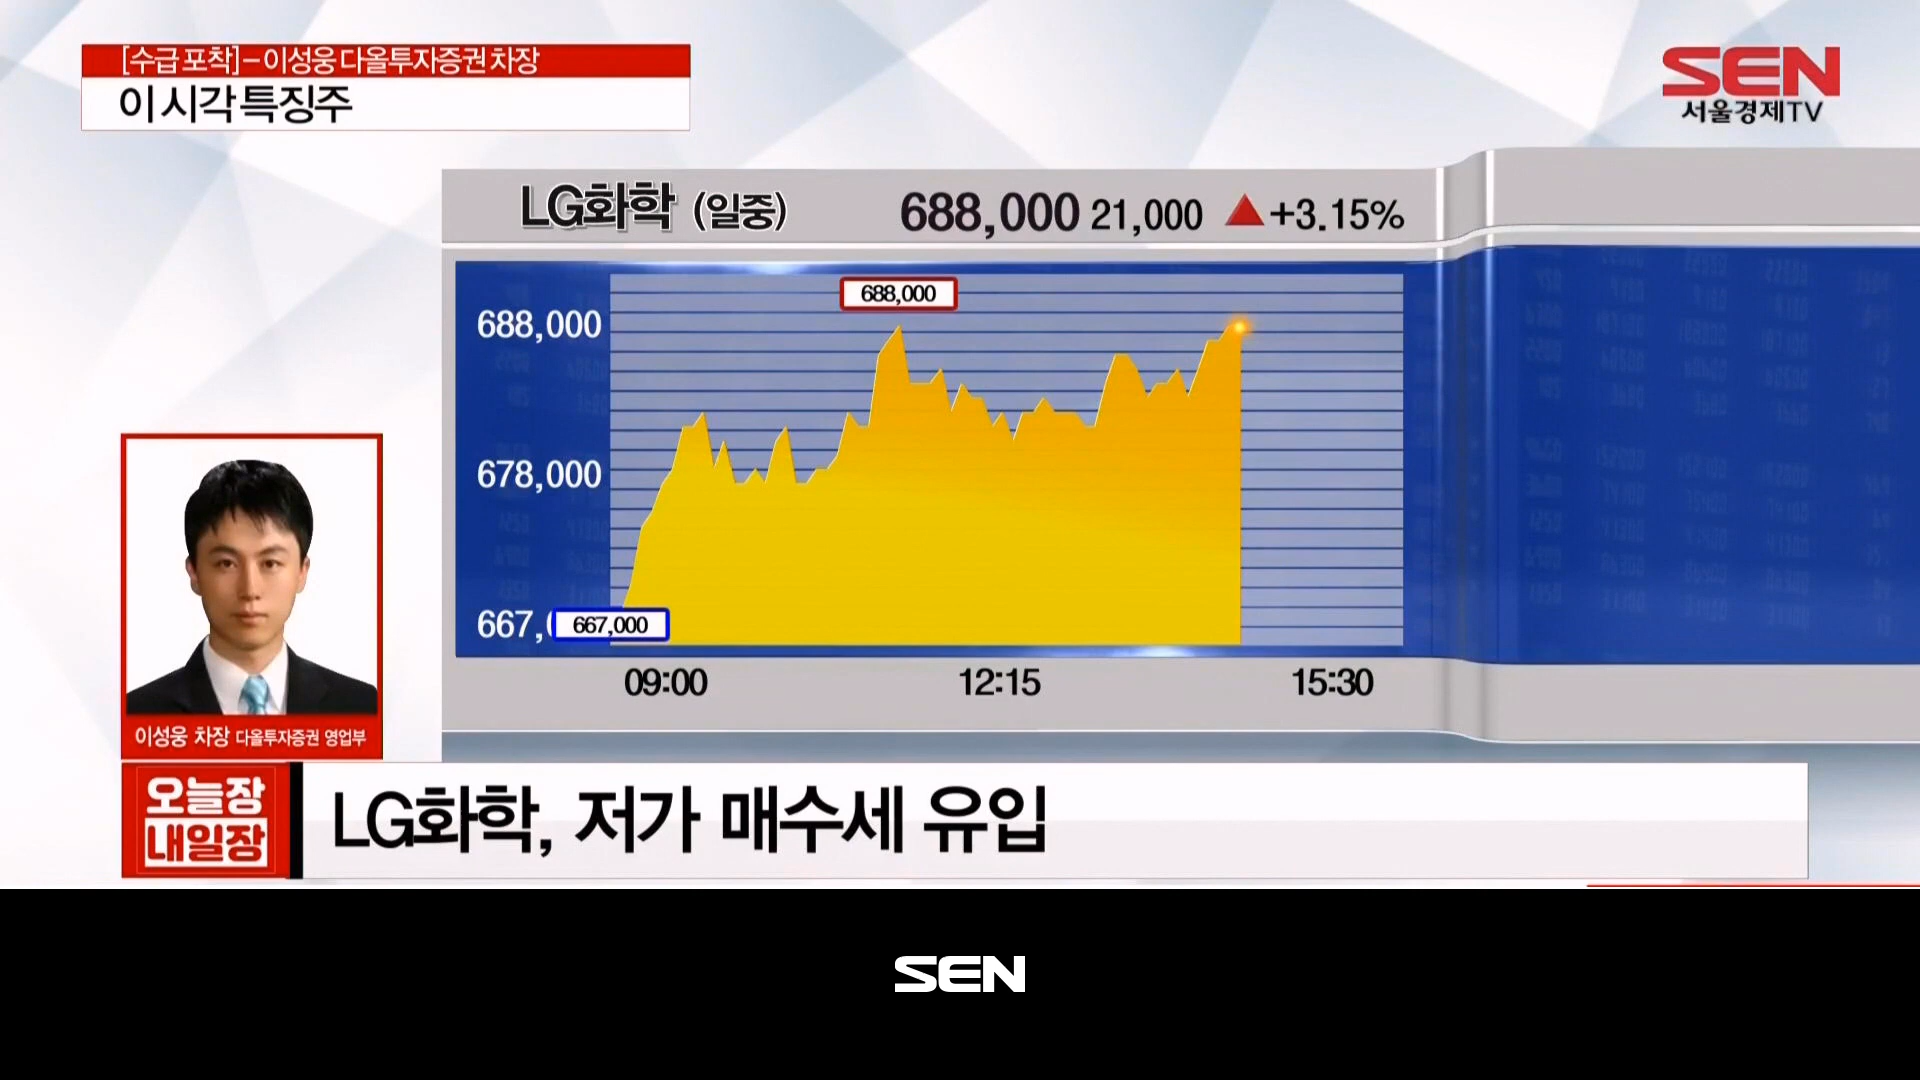 [수급 포착] - 이성웅 다올투자증권 차장
이 시각 특징주
SEN
서울경제TV
LG화학 (일중) 688,000 21,000 ▲+3.15%
688,000
688,000
678,000
667,0
667,000
09:00 12:15 15:30
이성웅 차장 다올투자증권 영업부
오늘장
내일장
LG화학, 저가 매수세 유입
SEN